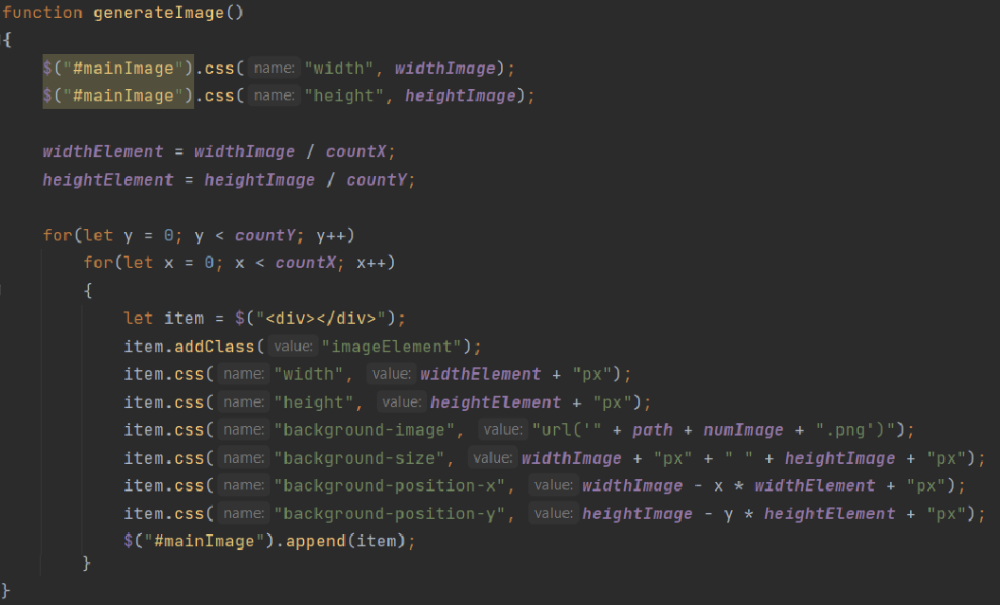 function generateImage()
{
    $("#mainImage").css( name: "width", widthImage);
    $("#mainImage").css( name: "height", heightImage);

    widthElement = widthImage / countX;
    heightElement = heightImage / countY;

    for(let y = 0; y < countY; y++)
        for(let x = 0; x < countX; x++)
        {
            let item = $("<div></div>");
            item.addClass( value: "imageElement");
            item.css( name: "width", value: widthElement + "px");
            item.css( name: "height", value: heightElement + "px");
            item.css( name: "background-image", value: "url('" + path + numImage + ".png')");
            item.css( name: "background-size", value: widthImage + "px" + " " + heightImage + "px");
            item.css( name: "background-position-x", value: widthImage - x * widthElement + "px");
            item.css( name: "background-position-y", value: heightImage - y * heightElement + "px");
            $("#mainImage").append(item);
        }
}